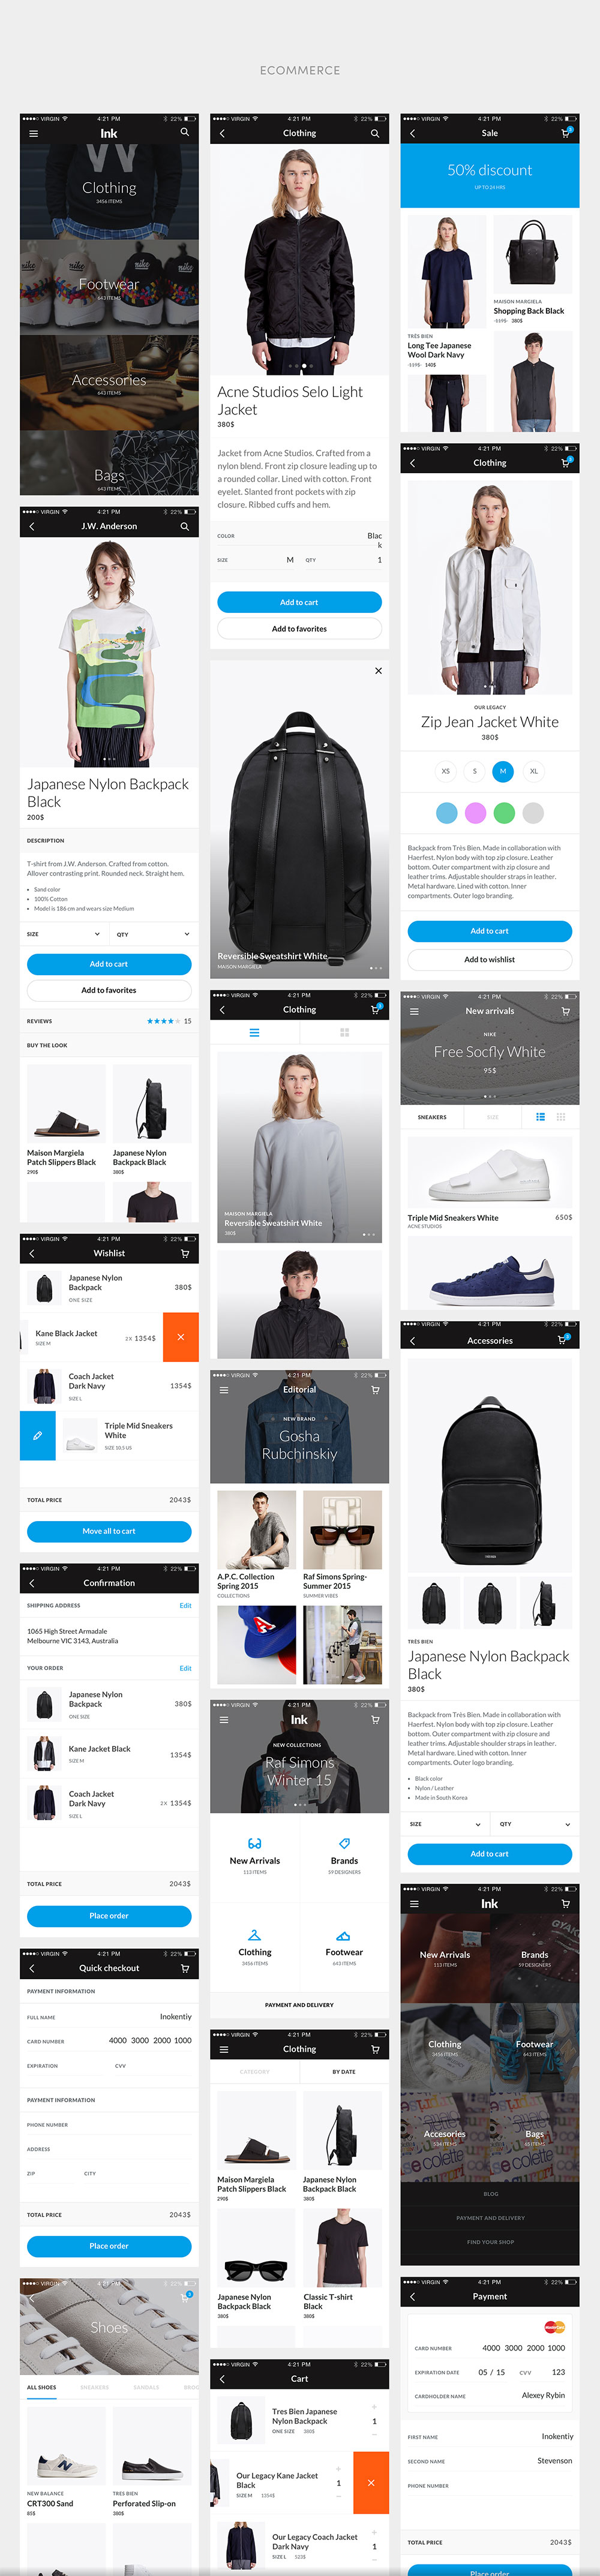 ECOMMERCE
VIRGIN 4:21 PM 22%
Ink
Clothing
3456 ITEMS
Footwear
643 ITEMS
Accessories
643 ITEMS
Bags
643 ITEMS
VIRGIN 4:21 PM 22%
J.W. Anderson
Japanese Nylon Backpack
Black
200$
DESCRIPTION
T-shirt from J.W. Anderson. Crafted from cotton.
Allover contrasting print. Rounded neck. Straight hem.
• Sand color
• 100% Cotton
• Model is 186 cm and wears size Medium
SIZE QTY
Add to cart
Add to favorites
REVIEWS 15
BUY THE LOOK
Maison Margiela
Patch Slippers Black
290$
Japanese Nylon
Backpack Black
380$
VIRGIN 4:21 PM 22%
Wishlist
Japanese Nylon
Backpack
ONE SIZE
380$
Kane Black Jacket
SIZE M
2X 1354$
Coach Jacket
Dark Navy
SIZE L
1354$
Triple Mid Sneakers
White
SIZE 10.5 US
TOTAL PRICE 2043$
Move all to cart
VIRGIN 4:21 PM 22%
Confirmation
SHIPPING ADDRESS Edit
1065 High Street Armadale
Melbourne VIC 3143, Australia
YOUR ORDER Edit
Japanese Nylon
Backpack
ONE SIZE
380$
Kane Jacket Black
SIZE M
1354$
Coach Jacket
Dark Navy
SIZE L
2X 1354$
TOTAL PRICE 2043$
Place order
VIRGIN 4:21 PM 22%
Quick checkout
PAYMENT INFORMATION
FULL NAME Inokentiy
CARD NUMBER 4000 3000 2000 1000
EXPIRATION CVV
PAYMENT INFORMATION
PHONE NUMBER
ADDRESS
ZIP CITY
TOTAL PRICE 2043$
Place order
VIRGIN 4:21 PM 22%
Shoes
ALL SHOES SNEAKERS SANDALS
NEW BALANCE
CRT300 Sand
85$
TRES BIEN
Perforated Slip-on
380$
VIRGIN 4:21 PM 22%
Clothing
Acne Studios Selo Light
Jacket
380$
Jacket from Acne Studios. Crafted from a
nylon blend. Front zip closure leading up to
a rounded collar. Lined with cotton. Front
eyelet. Slanted front pockets with zip
closure. Ribbed cuffs and hem.
COLOR Blac
k
SIZE M QTY 1
Add to cart
Add to favorites
Reversible Sweatshirt White
MAISON MARGIELA
VIRGIN 4:21 PM 22%
Clothing
MAISON MARGIELA
Reversible Sweatshirt White
380$
VIRGIN 4:21 PM 22%
Editorial
NEW BRAND
Gosha
Rubchinskiy
A.P.C. Collection
Spring 2015
COLLECTIONS
Raf Simons Spring-
Summer 2015
SUMMER VIBES
VIRGIN 4:21 PM 22%
Ink
NEW COLLECTIONS
Raf Simons
Winter 15
New Arrivals
113 ITEMS
Brands
59 DESIGNERS
Clothing
3456 ITEMS
Footwear
643 ITEMS
PAYMENT AND DELIVERY
VIRGIN 4:21 PM 22%
Clothing
CATEGORY BY DATE
Maison Margiela
Patch Slippers Black
290$
Japanese Nylon
Backpack Black
380$
Japanese Nylon
Backpack Black
380$
Classic T-shirt
Black
380$
VIRGIN 4:21 PM 22%
Cart
Tres Bien Japanese
Nylon Backpack
ONE SIZE 380$
1
Our Legacy Kane Jacket
Black
SIZE M 1354$
1
Our Legacy Coach Jacket
Dark Navy
SIZE L 523$
1
VIRGIN 4:21 PM 22%
Sale
50% discount
UP TO 24 HRS
TRÈS BIEN
Long Tee Japanese
Wool Dark Navy
119$ 140$
MAISON MARGIELA
Shopping Back Black
119$ 380$
VIRGIN 4:21 PM 22%
Clothing
OUR LEGACY
Zip Jean Jacket White
380$
XS S M XL
Backpack from Très Bien. Made in collaboration with
Haerfest. Nylon body with top zip closure. Leather
bottom. Outer compartment with zip closure and
leather trims. Adjustable shoulder straps in leather.
Metal hardware. Lined with cotton. Inner
compartments. Outer logo branding.
Add to cart
Add to wishlist
VIRGIN 4:21 PM 22%
New arrivals
NIKE
Free Socfly White
95$
SNEAKERS SIZE
Triple Mid Sneakers White 650$
ACNE STUDIOS
VIRGIN 4:21 PM 22%
Accessories
TRÈS BIEN
Japanese Nylon Backpack
Black
380$
Backpack from Très Bien. Made in collaboration with
Haerfest. Nylon body with top zip closure. Leather
bottom. Outer compartment with zip closure and
leather trims. Adjustable shoulder straps in leather.
Metal hardware. Lined with cotton. Inner
compartments. Outer logo branding.
• Black color
• Nylon / Leather
• Made in South Korea
SIZE QTY
Add to cart
VIRGIN 4:21 PM 22%
Ink
New Arrivals
113 ITEMS
Brands
59 DESIGNERS
Clothing
3456 ITEMS
Footwear
643 ITEMS
Accesories
Bags
BLOG
PAYMENT AND DELIVERY
FIND YOUR SHOP
VIRGIN 4:21 PM 22%
Payment
CARD NUMBER 4000 3000 2000 1000
EXPIRATION DATE 05 / 15 CVV 123
CARDHOLDER NAME Alexey Rybin
FIRST NAME Inokentiy
SECOND NAME Stevenson
PHONE NUMBER
TOTAL PRICE 2043$
Place order